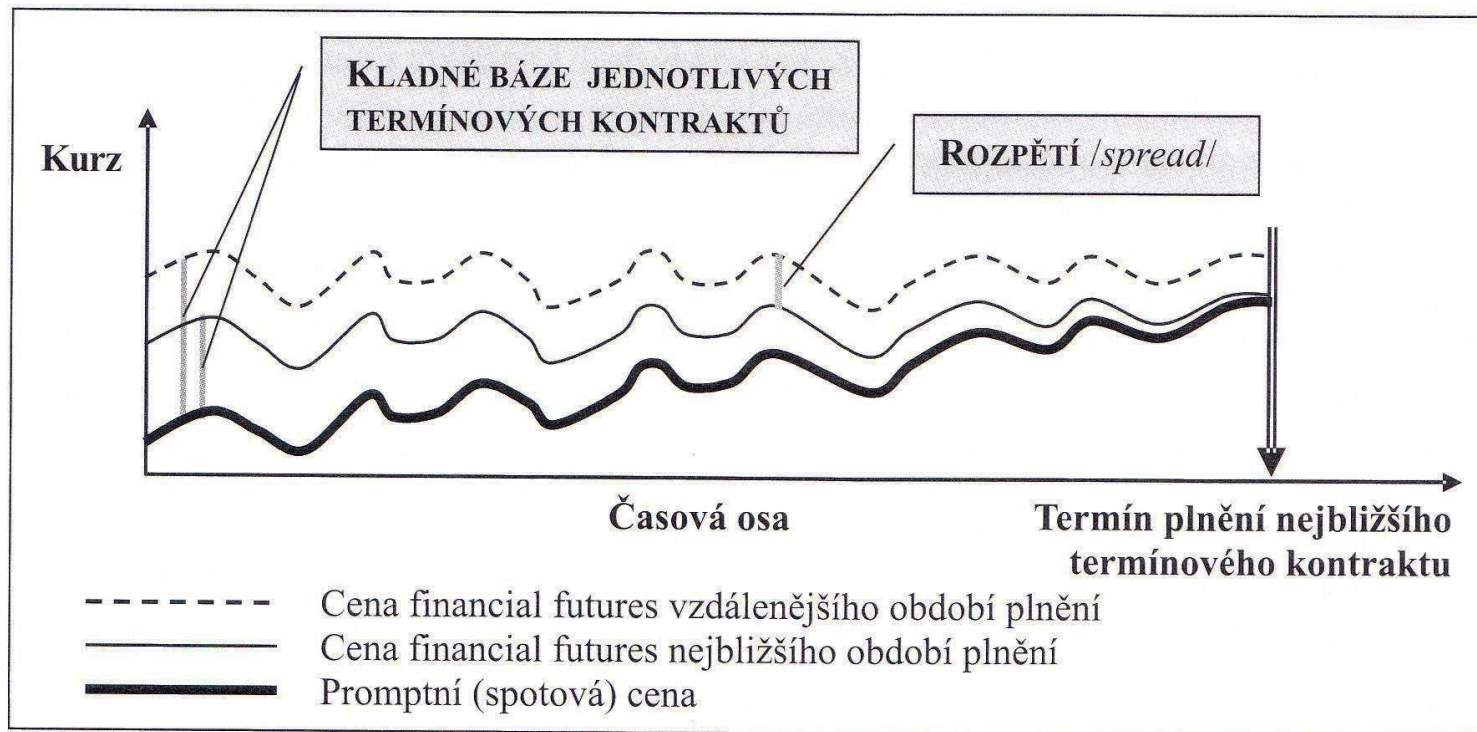 KLADNÉ BÁZE JEDNOTLIVÝCH
TERMÍNOVÝCH KONTRAKTŮ
Kurz
ROZPĚTÍ /spread/
Časová osa
Termín plnění nejbližšího
termínového kontraktu
Cena financial futures vzdálenějšího období plnění
Cena financial futures nejbližšího období plnění
Promptní (spotová) cena